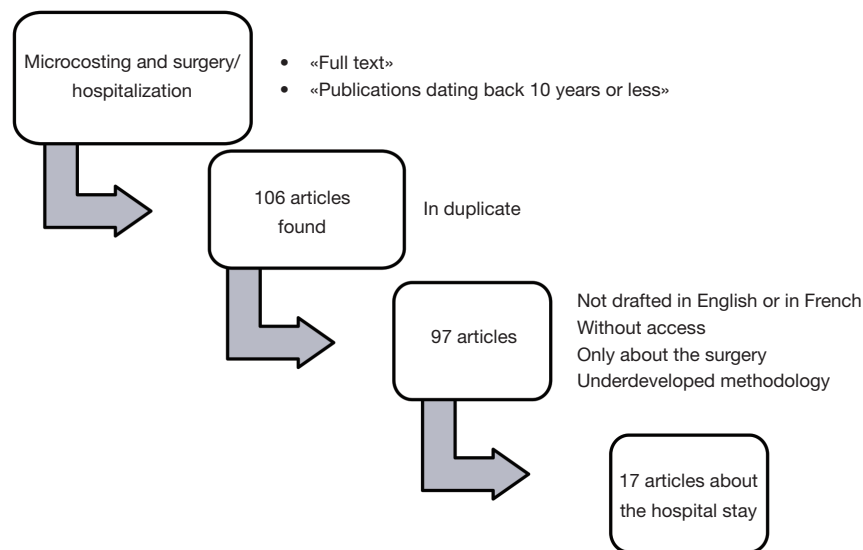 Microcosting and surgery/
hospitalization
• «Full text»
• «Publications dating back 10 years or less»
106 articles
found
In duplicate
97 articles
Not drafted in English or in French
Without access
Only about the surgery
Underdeveloped methodology
17 articles about
the hospital stay